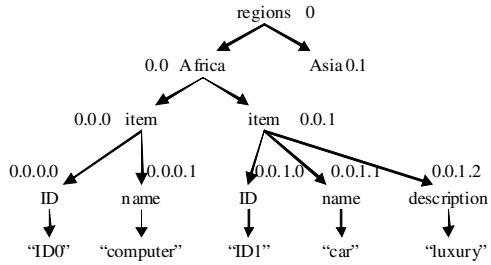 regions 0
0.0 Africa Asia 0.1
0.0.0 item item 0.0.1
0.0.0.0 0.0.0.1 0.0.1.0 0.0.1.1 0.0.1.2
ID name ID name description
“ID0” “computer” “ID1” “car” “luxury”